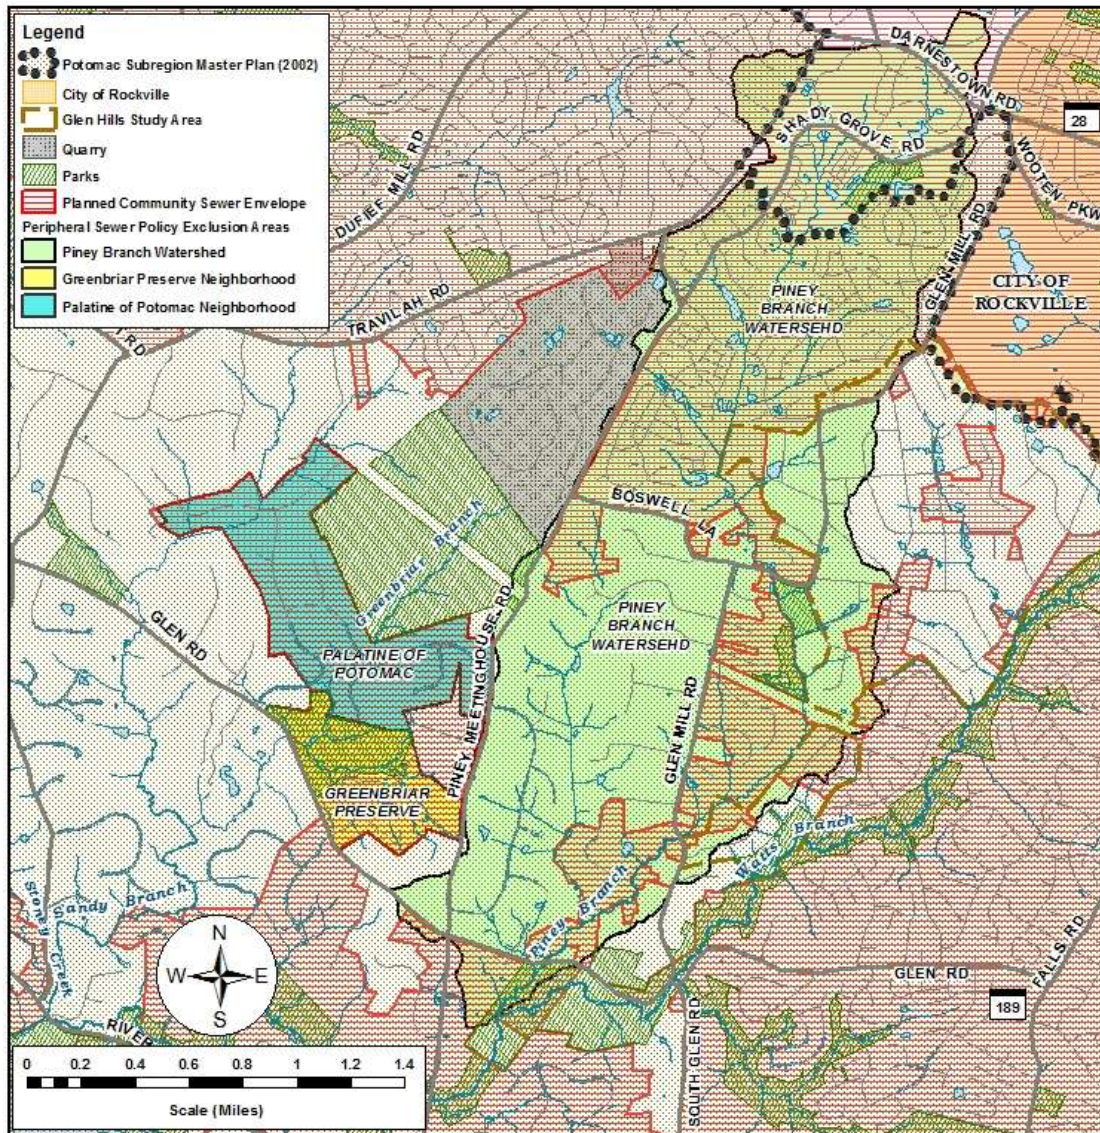 Legend
Potomac Subregion Master Plan (2002)
City of Rockville
Glen Hills Study Area
Quarry
Parks
Planned Community Sewer Envelope
Peripheral Sewer Policy Exclusion Areas
Piney Branch Watershed
Greenbriar Preserve Neighborhood
Palatine of Potomac Neighborhood
DARNESTOWN RD
28
SHADY GROVE RD
WOOTEN PKW
DUFIEF MILL RD
GLEN MILL RD
CITY OF
ROCKVILLE
PINEY
BRANCH
WATERSEHD
TRAVILAH RD
T RD
BOSWELL LA
Greenbriar Branch
GLEN RD
PINEY
BRANCH
WATERSEHD
PALATINE OF
POTOMAC
PINEY MEETINGHOUSE RD
GLEN MILL RD
GREENBRIAR
PRESERVE
Watts Branch
Piney Branch
Sandy Branch
Stoney Creek
N
W E
S
GLEN RD
FALLS RD
189
RIVER
SOUTH GLEN RD
0 0.2 0.4 0.6 0.8 1 1.2 1.4
Scale (Miles)